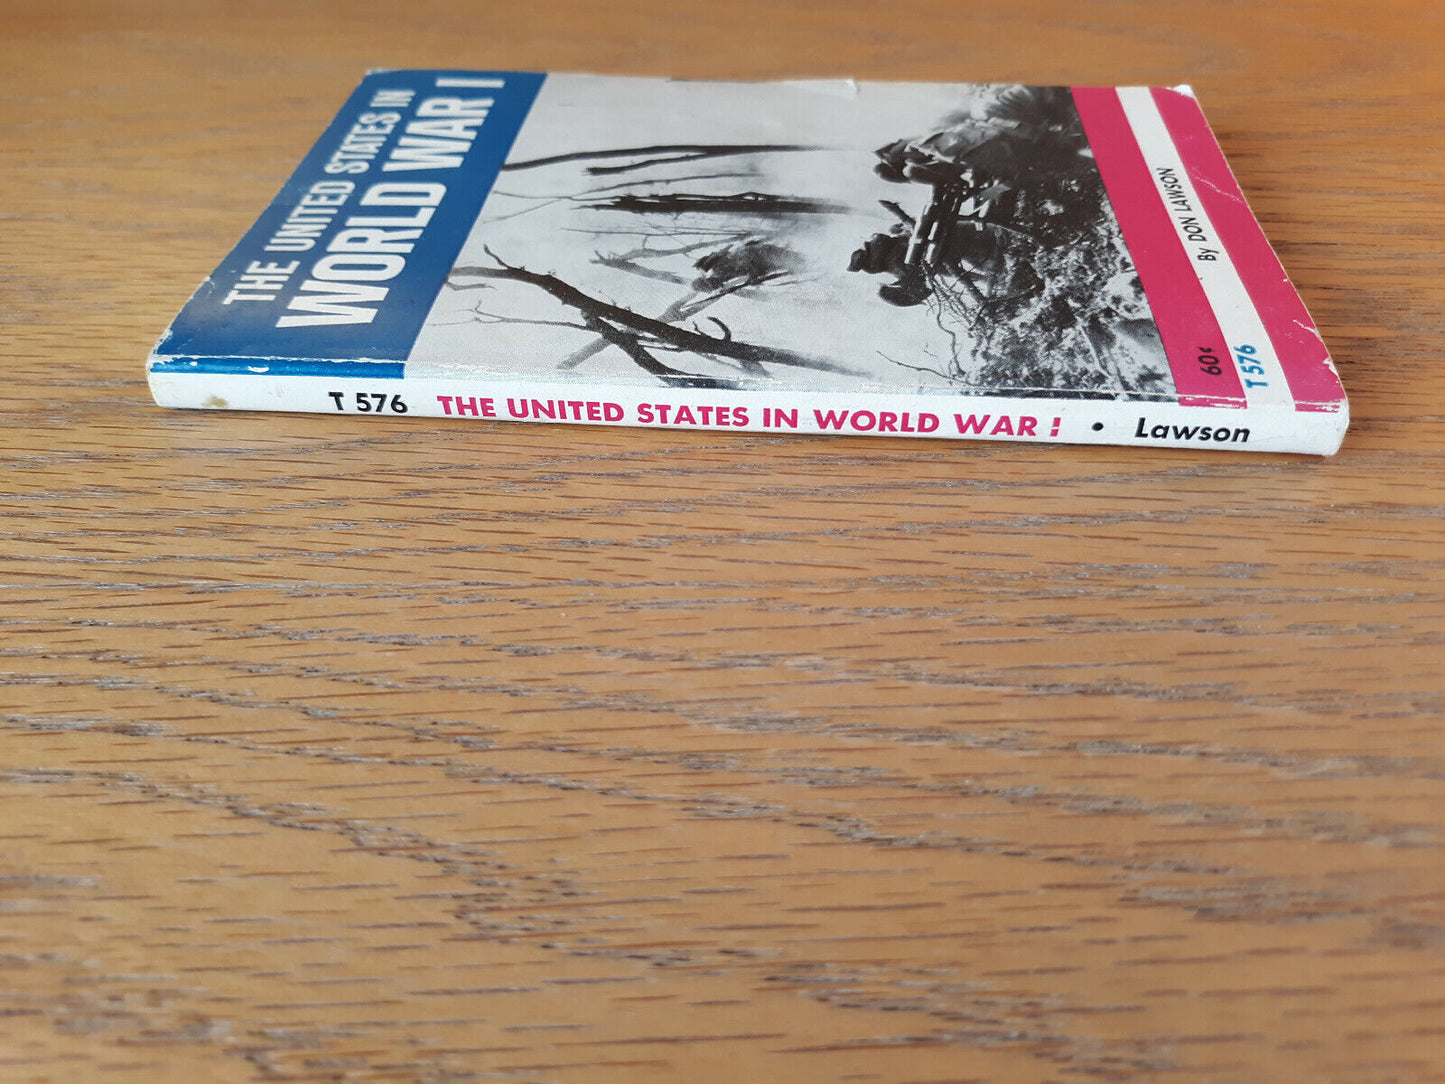 THE UNITED STATES IN
WORLD WAR I
By DON LAWSON
60¢
T 576
T 576 THE UNITED STATES IN WORLD WAR I • Lawson